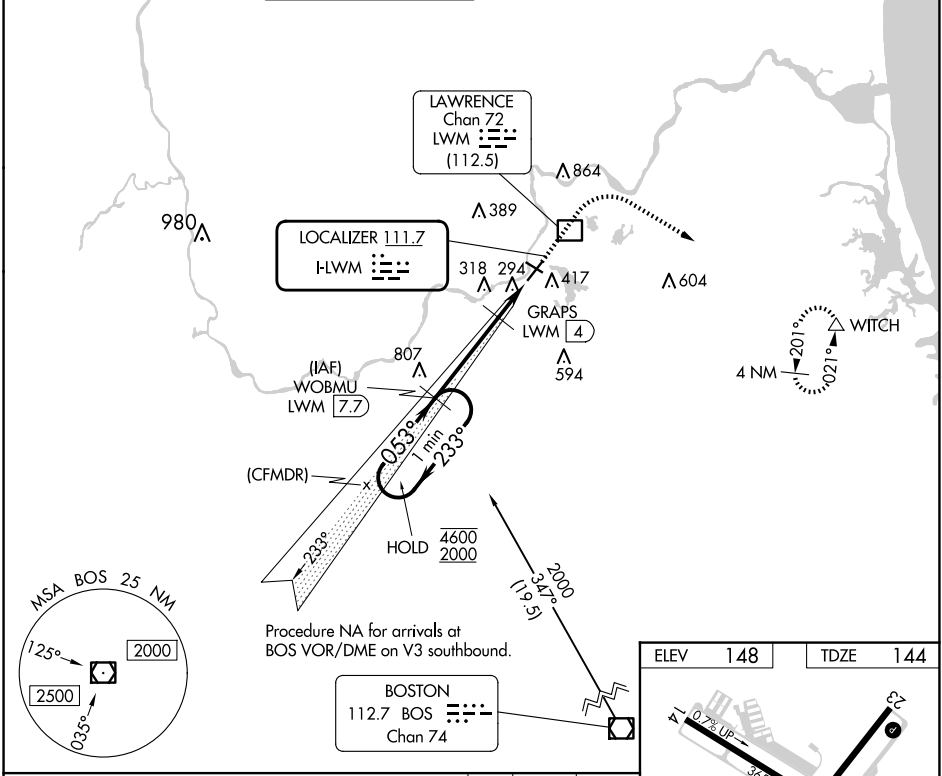 LAWRENCE
Chan 72
LWM
(112.5)
864
389
980
LOCALIZER 111.7
I-LWM
318
294
417
604
GRAPS
LWM 4
WITCH
201°
021°
4 NM
594
807
(IAF)
WOBMU
LWM 7.7
053°
1 min
233°
(CFMDR)
x
HOLD
4600
2000
233°
2000
347°
(19.5)
MSA BOS 25 NM
125°
2000
2500
035°
Procedure NA for arrivals at
BOS VOR/DME on V3 southbound.
BOSTON
112.7 BOS
Chan 74
ELEV 148
TDZE 144
14
0.7% UP
23
P